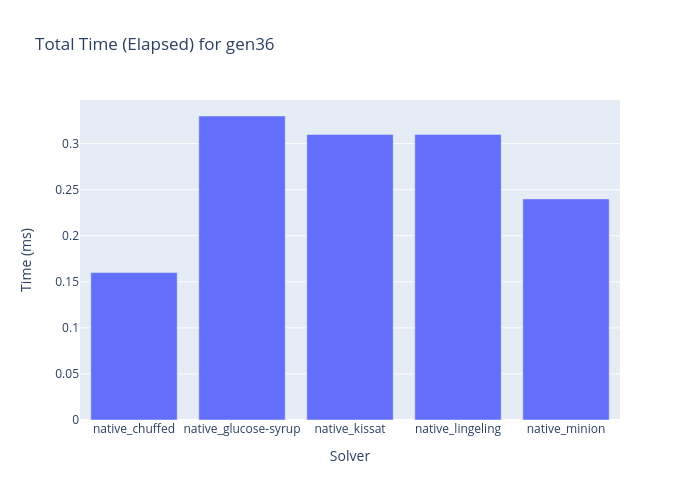 Total Time (Elapsed) for gen36
Time (ms)
0.3
0.25
0.2
0.15
0.1
0.05
0
native_chuffed native_glucose-syrup native_kissat native_lingeling native_minion
Solver